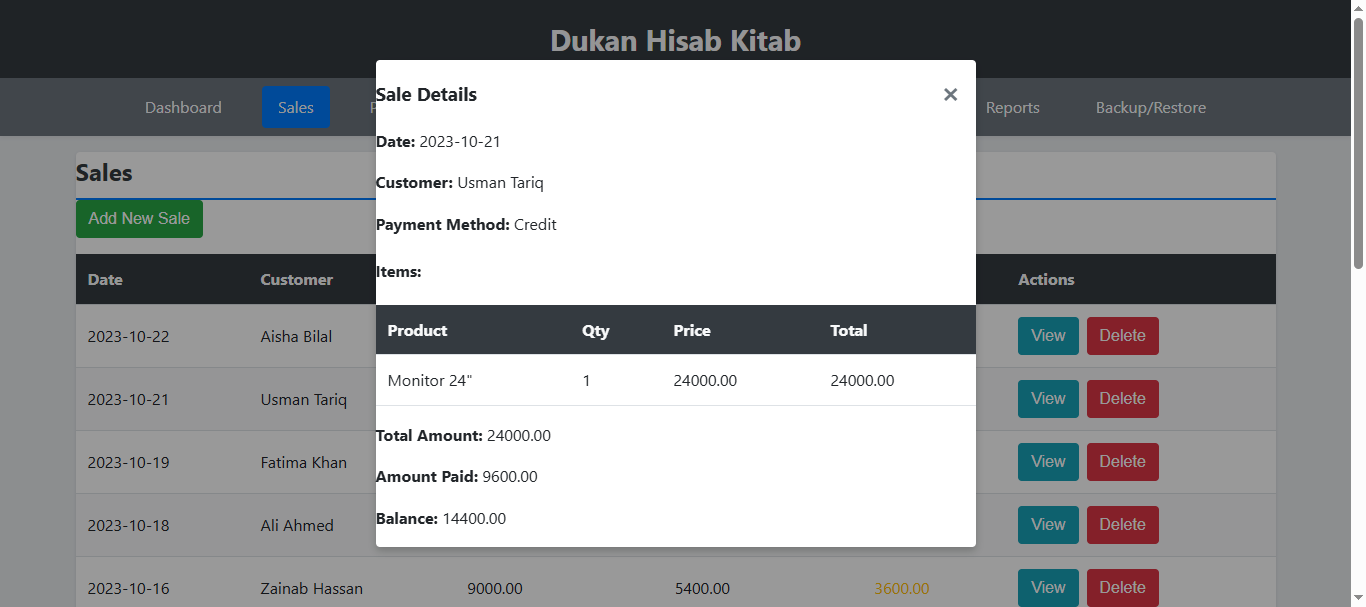 Dukan Hisab Kitab
Dashboard Sales Reports Backup/Restore
Sale Details ×
Date: 2023-10-21
Customer: Usman Tariq
Payment Method: Credit
Items:
Product Qty Price Total
Monitor 24" 1 24000.00 24000.00
Total Amount: 24000.00
Amount Paid: 9600.00
Balance: 14400.00
Sales
Add New Sale
Date Customer Actions
2023-10-22 Aisha Bilal View Delete
2023-10-21 Usman Tariq View Delete
2023-10-19 Fatima Khan View Delete
2023-10-18 Ali Ahmed View Delete
2023-10-16 Zainab Hassan 9000.00 5400.00 3600.00 View Delete